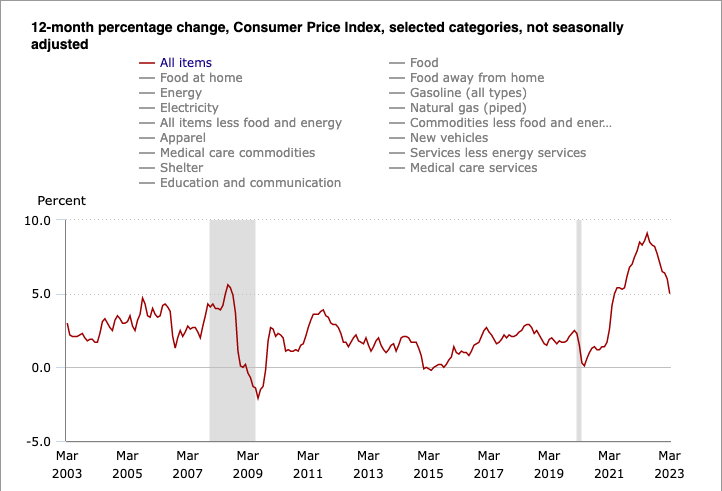 12-month percentage change, Consumer Price Index, selected categories, not seasonally
adjusted
All items
Food
Food at home
Food away from home
Energy
Gasoline (all types)
Electricity
Natural gas (piped)
All items less food and energy
Commodities less food and ener...
Apparel
New vehicles
Medical care commodities
Services less energy services
Shelter
Medical care services
Education and communication
Percent
10.0
5.0
0.0
-5.0
Mar Mar Mar Mar Mar Mar Mar Mar Mar Mar Mar
2003 2005 2007 2009 2011 2013 2015 2017 2019 2021 2023